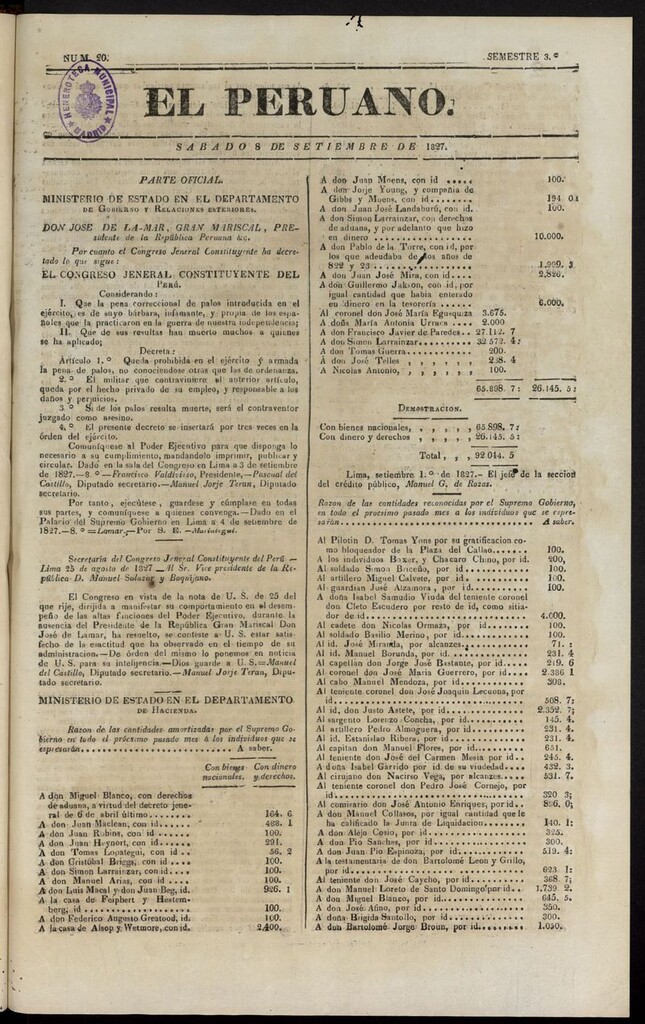 NUM. 20.
SEMESTRE 3.º
HEMEROTECA MUNICIPAL
MADRID
EL PERUANO.
SABADO 8 DE SETIEMBRE DE 1827.
PARTE OFICIAL.
MINISTERIO DE ESTADO EN EL DEPARTAMENTO
DE GOBIERNO Y RELACIONES ESTERIORES.
DON JOSE DE LA-MAR, GRAN MARISCAL, PRE-
sidente de la República Peruana &c.
Por cuanto el Congreso Jeneral Constituyente ha decre-
tado lo que sigue:
EL CONGRESO JENERAL CONSTITUYENTE DEL
PERÚ.
Considerando:
I. Que la pena correccional de palos introducida en el
ejército, es de suyo bárbara, infamante, y propia de los espa-
ñoles que la practicaron en la guerra de nuestra independencia;
II. Que de sus resultas han muerto muchos a quienes
se ha aplicado;
Decreta:
Artículo 1.º Queda prohibida en el ejército y armada
la pena de palos, no conociendose otras que las de ordenanza.
2.º El militar que contraviniere al anterior artículo,
queda por el hecho privado de su empleo, y responsable a los
daños y perjuicios.
3.º Si de los palos resulta muerte, será el contraventor
juzgado como asesino.
4.º El presente decreto se insertará por tres veces en la
órden del ejército.
Comuníquese al Poder Ejecutivo para que disponga lo
necesario a su cumplimiento, mandandolo imprimir, publicar y
circular. Dado en la sala del Congreso en Lima a 3 de setiembre
de 1827.—8.º=Francisco Valdivieso, Presidente,—Pascual del
Castillo, Diputado secretario.—Manuel Jorje Teran, Diputado
secretario.
Por tanto, ejecútese, guardese y cúmplase en todas
sus partes, y comuníquese a quienes convenga.—Dado en el
Palacio del Supremo Gobierno en Lima a 4 de setiembre de
1827.—8.º=Lamar.—Por S. E.—Mariátegui.
Secretaria del Congreso Jeneral Constituyente del Perú—
Lima 25 de agosto de 1827—Al Sr. Vice presidente de la Re-
pública D. Manuel Salazar y Baquíjano.
El Congreso en vista de la nota de U. S. de 25 del
que rije, dirijida a manifestar su comportamiento en el desem-
peño de las altas funciones del Poder Ejecutivo, durante la
ausencia del Presidente de la República Gran Mariscal Don
José de Lamar, ha resuelto, se conteste a U. S. estar satis-
fecho de la exactitud que ha observado en el tiempo de su
administracion.—De órden del mismo lo ponemos en noticia
de U. S. para su intelijencia.—Dios guarde a U. S.=Manuel
del Castillo, Diputado secretario.—Manuel Jorje Teran, Dipu-
tado secretario.
MINISTERIO DE ESTADO EN EL DEPARTAMENTO
DE HACIENDA.
Razon de las cantidades amortizadas por el Supremo Go-
bierno en todo el próximo pasado mes a los individuos que se
espresarán..................... A saber.
Con bienes Con dinero
nacionales. y derechos.
A don Miguel Blanco, con derechos
de aduana, a virtud del decreto jene-
ral de 6 de abril último....... 164. 6
A don Juan Maclean, con id..... 488. 1
A don Juan Robins, con id ..... 100.
A don Juan Heynort, con id..... 291.
A don Tomas Lopategui, con id.. 56. 2
A don Cristóbal Briggs, con id.... 100.
A don Simon Larrainzar, con id... 100.
A don Manuel Arias, con id..... 100.
A don Luis Macal y don Juan Beg, id. 926. 1
A la casa de Feipbert y Hestem-
berg, id...................... 100.
A don Federico Augusto Greatood, id. 100.
A la casa de Alsop y Wetmore, con id. 2,400.
A don Juan Moens, con id ..... 100.
A don Jorje Young, y compañia de
Gibbs y Moens, con id....... 194 0:
A don Juan José Landaburú, con id. 100.
A don Simon Larrainzar, con derechos
de aduana, y por adelanto que hizo
en dinero ................... 10.000.
A don Pablo de la Torre, con id, por
los que adeudaba de los años de
822 y 23 .................. 1.909. 3
A don Juan José Mira, con id.... 2.826.
A don Guillermo Jakson, con id, por
igual cantidad que habia enterado
en dinero en la tesorería ...... 6.000.
Al coronel don José María Egusquiza 3.675.
A doña María Antonia Urraca .... 2.000
A don Francisco Javier de Paredes.. 27.112. 7
A don Simon Larrainzar......... 32 572. 4:
A don Tomas Guerra............. 200.
A don José Telles , , , , , , 238. 4
A Nicolas Antonio, , , , , , , 100.
65.898. 7: 26.145. 5:
DEMOSTRACION.
Con bienes nacionales, , , , , 65 898. 7:
Con dinero y derechos , , , , , 26.145. 5:
Total, , , 92 044. 5
Lima, setiembre 1.º de 1827.—El jefe de la seccion
del crédito público, Manuel G. de Rozas.
Razon de las cantidades reconocidas por el Supremo Gobierno,
en todo el procsimo pasado mes a los individuos que se espre-
sarán.......................... A saber.
Al Pilotin D. Tomas Yons por su gratificacion co
mo bloqueador de la Plaza del Callao........ 100.
A los individuos Boxer, y Chacaro Chino, por id. 200,
Al soldado Simon Briceño, por id........... 100.
Al artillero Miguel Calvete, por id.......... 100.
Al guardian José Alzamora, por id........... 100.
A doña Isabel Samudio Viuda del teniente coronel
don Cleto Escudero por resto de id, como sitia-
dor de id.................................. 4.000.
Al cadete don Nicolas Ormaza, por id......... 100.
Al soldado Basilio Merino, por id............ 100.
Al id. José Miranda, por alcanzes............ 71. :
Al id. Manuel Borunda, por id............... 231. 4
Al capellan don Jorge José Bastante, por id..... 219. 6
Al coronel don José María Guerrero, por id..... 2.386 1
Al cabo Manuel Mendoza, por id............. 308.
Al teniente coronel don José Joaquin Lecuona, por
id........................................ 508. 7:
Al id, don Justo Astete, por id.............. 2.352. 7;
Al sargento Lorenzo Concha, por id........... 145. 4.
Al artillero Pedro Almoguera, por id.......... 231. 4.
Al id. Estanislao Ribera, por id............. 231. 4.
Al capitan don Manuel Flores, por id......... 651.
Al teniente don José del Carmen Mesia por id.. 245. 4.
A doña Isabel Garrido por id. de su viudedad... 432. 3.
Al cirujano don Narciso Vega, por alcanzes..... 531. 7.
Al teniente coronel don Pedro José Cornejo, por
id........................................ 320 3;
Al comisario don José Antonio Enriques, por id.. 826, 0;
A don Manuel Collasos, por igual cantidad que le
ha calificado la Junta de Liquidacion......... 140. 1:
A don Alejo Cosio, por id................... 325.
A don Pio Sanches, por id................... 300.
A don Juan Pio Espinoza, por id............. 519. 4:
A la testamentaria de don Bartolomé Leon y Grillo,
por id.................................... 623 1:
Al teniente José Caycho, por id............. 368 7;
A don Manuel Loreto de Santo Domingo por id.. 1.739 2.
A don Miguel Blanco, por id................. 645. 5.
A don José Afino, por id.................... 350.
A doña Brigida Santollo, por id............. 300.
A don Bartolomé Jorge Broun, por id......... 1.050.